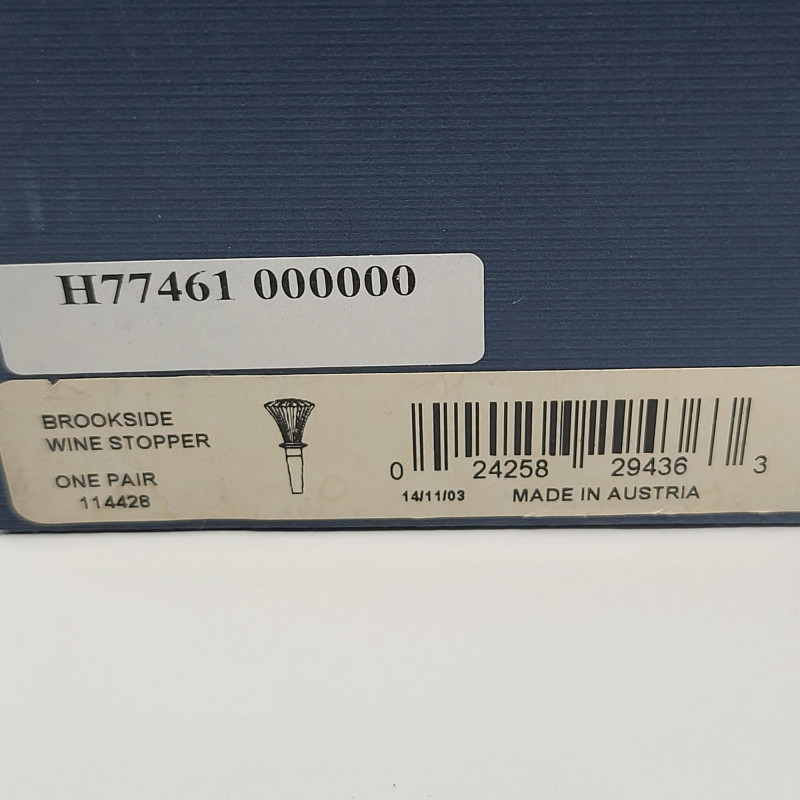 H77461 000000
BROOKSIDE
WINE STOPPER
ONE PAIR
114428
0 24258 29436 3
14/11/03 MADE IN AUSTRIA